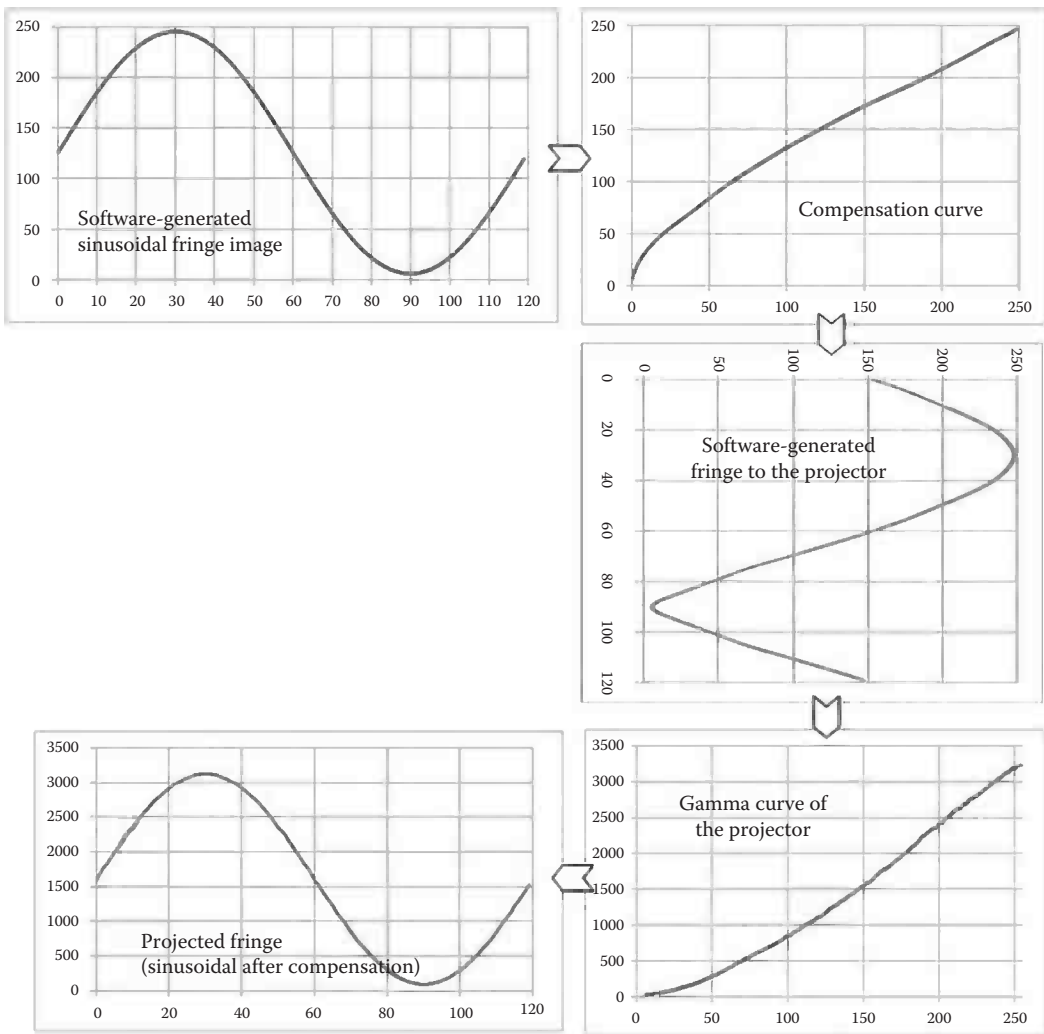 250
200
150
100
50
0
0 10 20 30 40 50 60 70 80 90 100 110 120
Software-generated
sinusoidal fringe image
250
200
150
100
50
0
0 50 100 150 200 250
Compensation curve
0 50 100 150 200 250
0
20
40
60
80
100
120
Software-generated
fringe to the projector
3500
3000
2500
2000
1500
1000
500
0
0 20 40 60 80 100 120
Projected fringe
(sinusoidal after compensation)
3500
3000
2500
2000
1500
1000
500
0
0 50 100 150 200 250
Gamma curve of
the projector